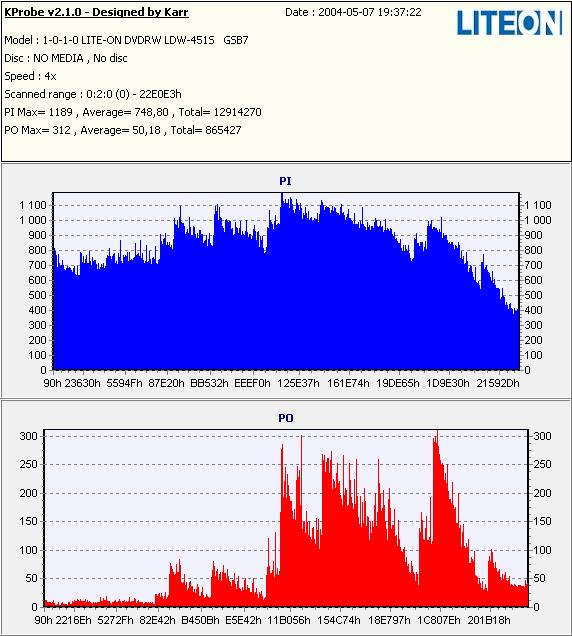 KProbe v2.1.0 - Designed by Karr
Date : 2004-05-07 19:37:22
LITEON
Model : 1-0-1-0 LITE-ON DVDRW LDW-451S GSB7
Disc : NO MEDIA , No disc
Speed : 4x
Scanned range : 0:2:0 (0) - 22E0E3h
PI Max= 1189 , Average= 748,80 , Total= 12914270
PO Max= 312 , Average= 50,18 , Total= 865427
PI
1 100 1 100
1 000 1 000
900 900
800 800
700 700
600 600
500 500
400 400
300 300
200 200
100 100
0 0
90h 23630h 5594Fh 87E20h BB532h EEEF0h 125E37h 161E74h 19DE65h 1D9E30h 21592Dh
PO
300 300
250 250
200 200
150 150
100 100
50 50
0 0
90h 2216Eh 5272Fh 82E42h B450Bh E5E42h 11B056h 154C74h 18E797h 1C807Eh 201B18h